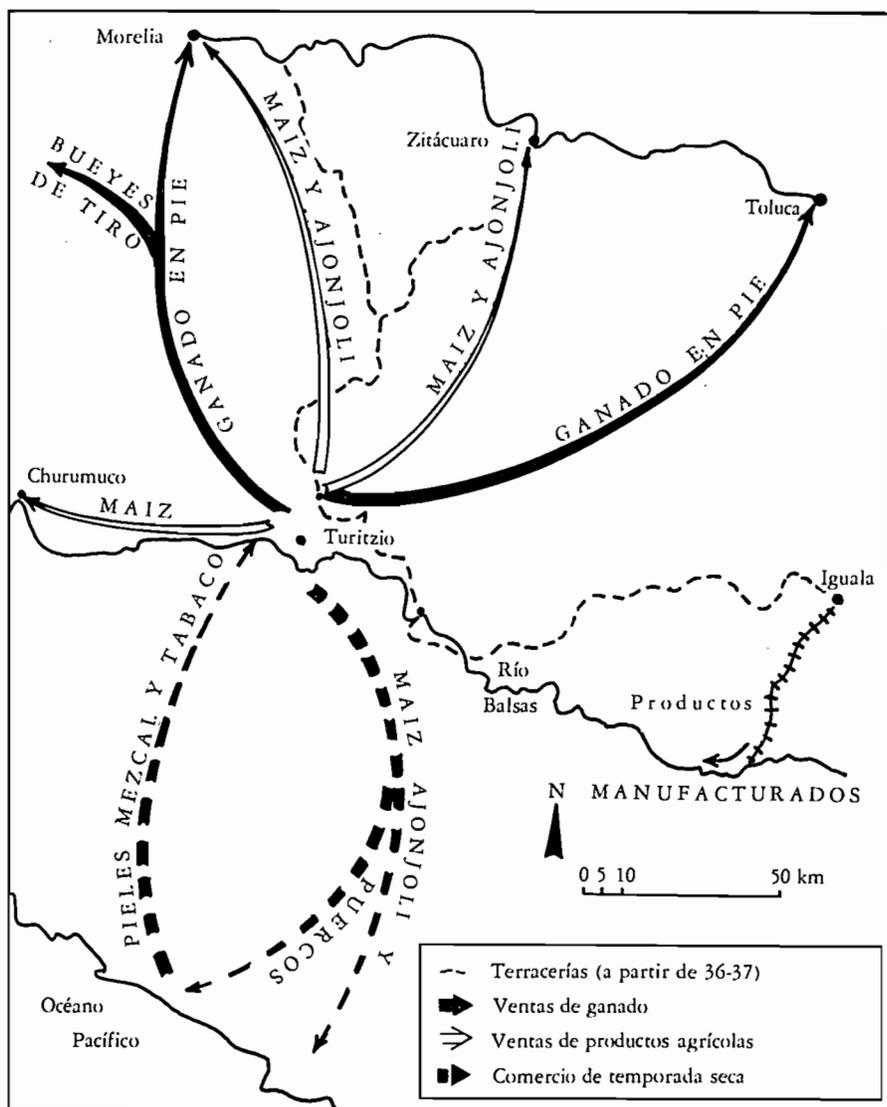 Morelia
MAIZ Y AJONJOLI
Zitácuaro
BUEYES
DE TIRO
GANADO EN PIE
MAIZ Y AJONJOLI
Toluca
GANADO EN PIE
Churumuco
MAIZ
Turitzio
Iguala
PIELES MEZCAL Y TABACO
MAIZ AJONJOLI Y
PUERCOS
Río
Balsas
Productos
MANUFACTURADOS
N
0 5 10 50 km
Océano
Pacífico
Terracerías (a partir de 36-37)
Ventas de ganado
Ventas de productos agrícolas
Comercio de temporada seca